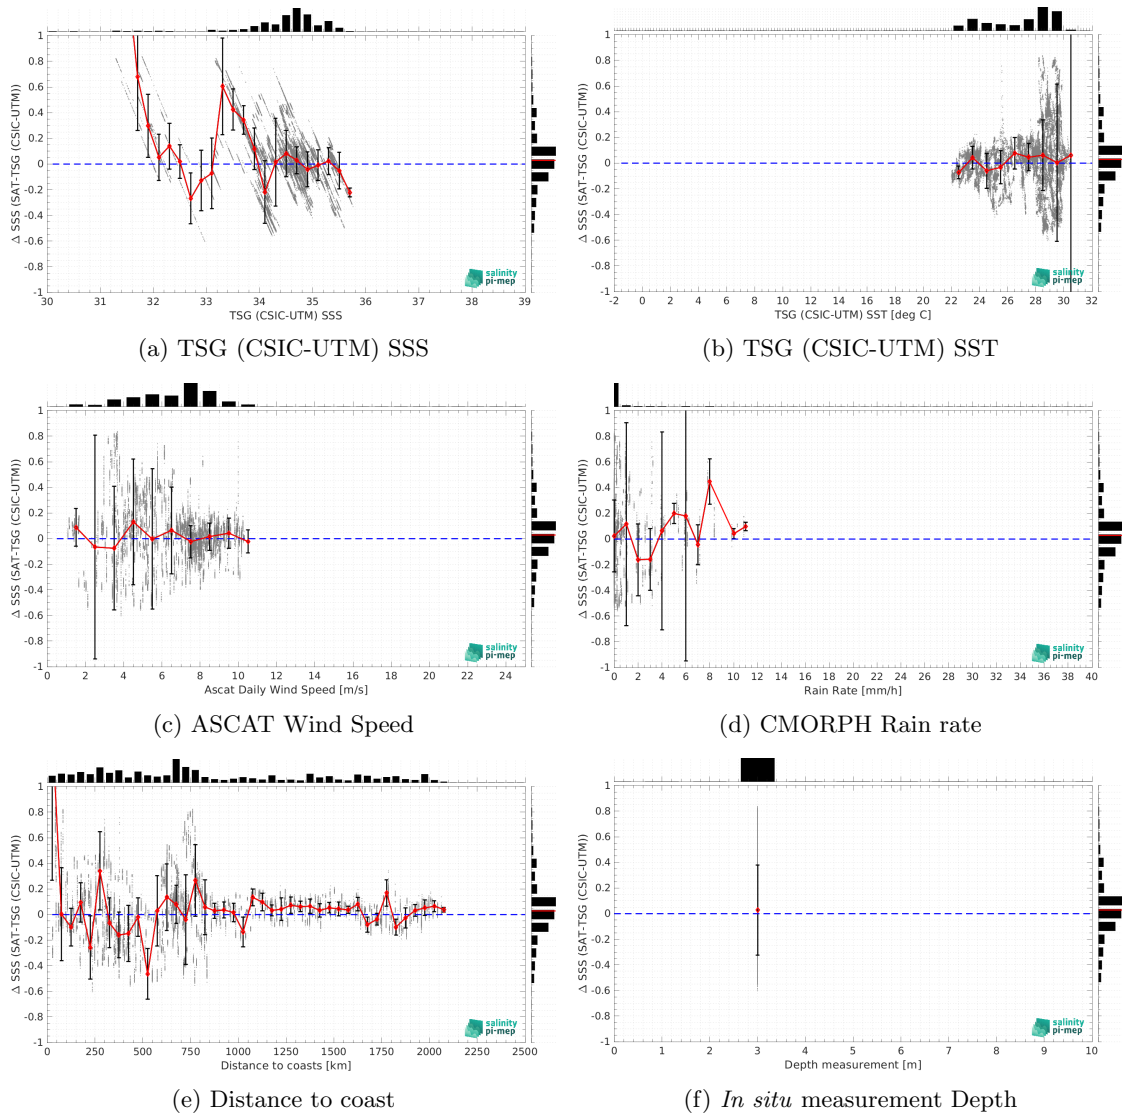 1
0.8
0.6
0.4
0.2
0
-0.2
-0.4
-0.6
-0.8
-1
Δ SSS (SAT-TSG (CSIC-UTM))
30 31 32 33 34 35 36 37 38 39
TSG (CSIC-UTM) SSS
salinity
pi-mep
(a) TSG (CSIC-UTM) SSS
1
0.8
0.6
0.4
0.2
0
-0.2
-0.4
-0.6
-0.8
-1
Δ SSS (SAT-TSG (CSIC-UTM))
-2 0 2 4 6 8 10 12 14 16 18 20 22 24 26 28 30 32
TSG (CSIC-UTM) SST [deg C]
salinity
pi-mep
(b) TSG (CSIC-UTM) SST
1
0.8
0.6
0.4
0.2
0
-0.2
-0.4
-0.6
-0.8
-1
Δ SSS (SAT-TSG (CSIC-UTM))
0 2 4 6 8 10 12 14 16 18 20 22 24
Ascat Daily Wind Speed [m/s]
salinity
pi-mep
(c) ASCAT Wind Speed
1
0.8
0.6
0.4
0.2
0
-0.2
-0.4
-0.6
-0.8
-1
Δ SSS (SAT-TSG (CSIC-UTM))
0 2 4 6 8 10 12 14 16 18 20 22 24 26 28 30 32 34 36 38 40
Rain Rate [mm/h]
salinity
pi-mep
(d) CMORPH Rain rate
1
0.8
0.6
0.4
0.2
0
-0.2
-0.4
-0.6
-0.8
-1
Δ SSS (SAT-TSG (CSIC-UTM))
0 250 500 750 1000 1250 1500 1750 2000 2250 2500
Distance to coasts [km]
salinity
pi-mep
(e) Distance to coast
1
0.8
0.6
0.4
0.2
0
-0.2
-0.4
-0.6
-0.8
-1
Δ SSS (SAT-TSG (CSIC-UTM))
0 1 2 3 4 5 6 7 8 9 10
Depth measurement [m]
salinity
pi-mep
(f) In situ measurement Depth